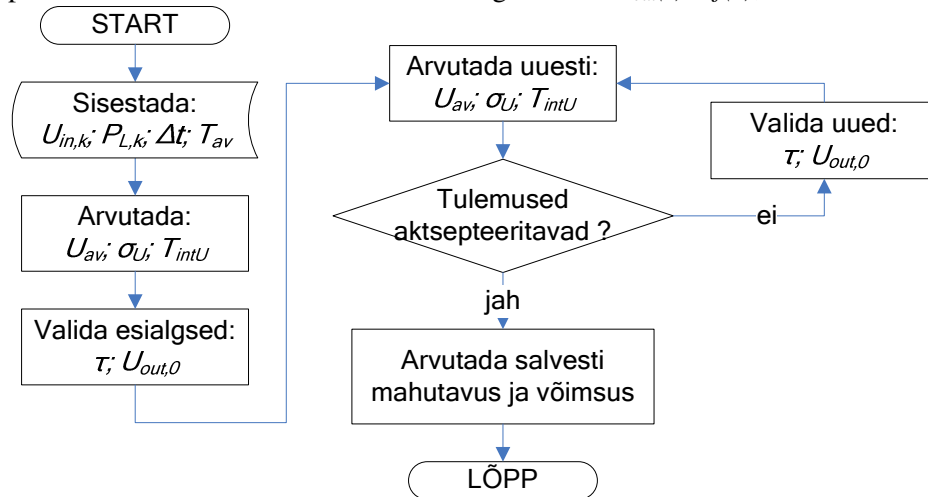 START
Sisestada:
U_in,k; P_L,k; Δt; T_av
Arvutada:
U_av; σ_U; T_intU
Valida esialgsed:
τ; U_out,0
Arvutada uuesti:
U_av; σ_U; T_intU
Tulemused
aktsepteeritavad ?
ei
Valida uued:
τ; U_out,0
jah
Arvutada salvesti
mahutavus ja võimsus
LÕPP